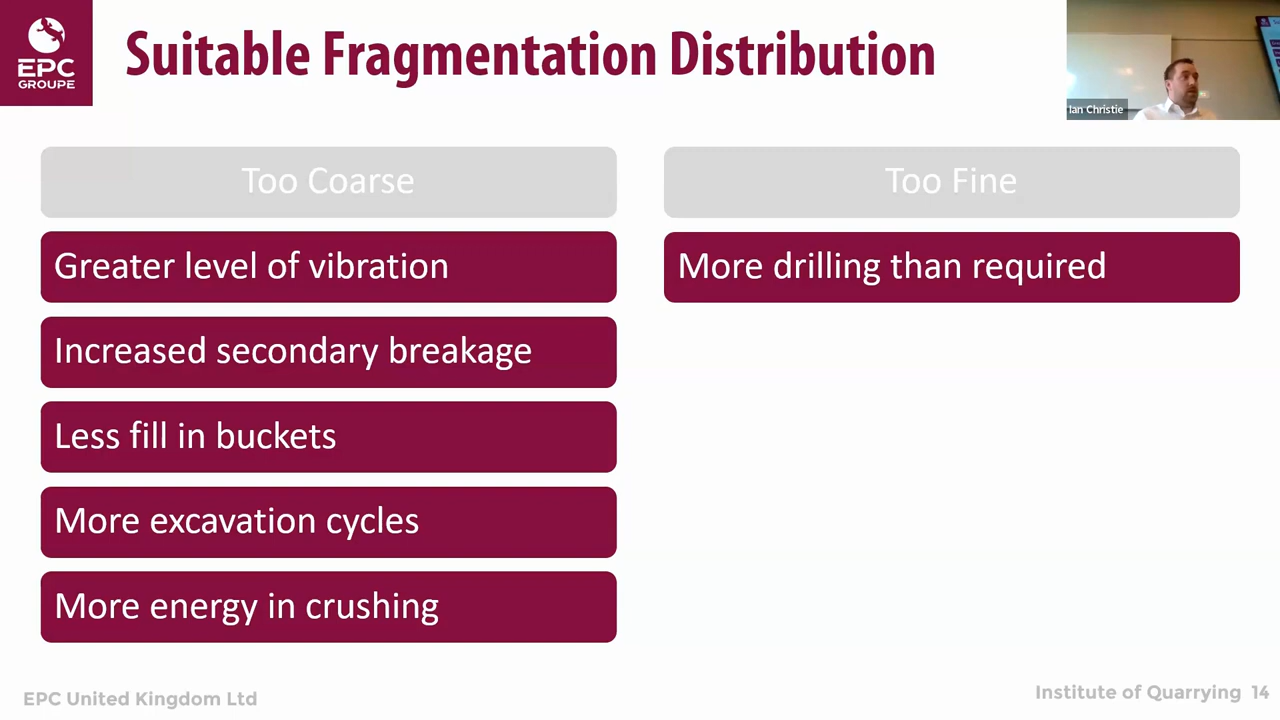 EPC
GROUPE
Suitable Fragmentation Distribution
Ian Christie
Too Coarse
Greater level of vibration
Increased secondary breakage
Less fill in buckets
More excavation cycles
More energy in crushing
Too Fine
More drilling than required
EPC United Kingdom Ltd
Institute of Quarrying 14